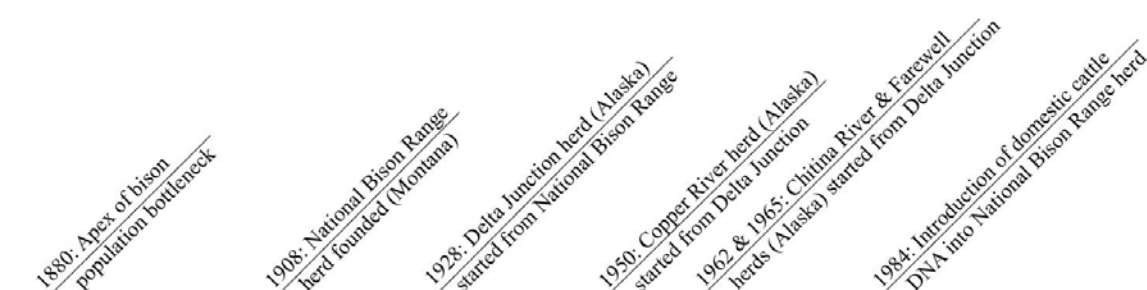 1880: Apex of bison
population bottleneck
1908: National Bison Range
herd founded (Montana)
1928: Delta Junction herd (Alaska)
started from National Bison Range
1950: Copper River herd (Alaska)
started from Delta Junction
1962 & 1965: Chitina River & Farewell
herds (Alaska) started from Delta Junction
1984: Introduction of domestic cattle
DNA into National Bison Range herd